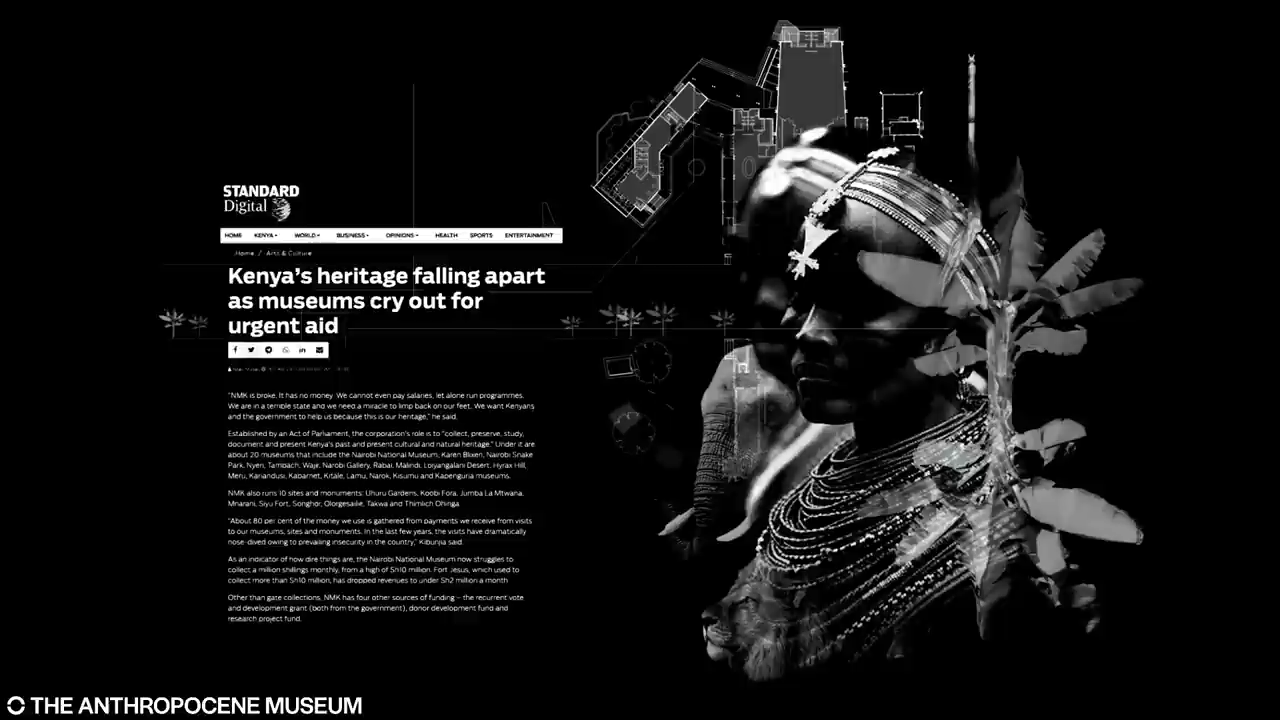 STANDARD
Digital
HOME KENYA WORLD BUSINESS OPINIONS HEALTH SPORTS ENTERTAINMENT
Home / Arts & Culture
Kenya's heritage falling apart
as museums cry out for
urgent aid
"NMK is broke. It has no money. We cannot even pay salaries, let alone run programmes.
We are in a terrible state and we need a miracle to limp back on our feet. We want Kenyans
and the government to help us because this is our heritage," he said.
Established by an Act of Parliament, the corporation's role is to "collect, preserve, study,
document and present Kenya's past and present cultural and natural heritage." Under it are
about 20 museums that include the Nairobi National Museum, Karen Blixen, Nairobi Snake
Park, Nyeri, Tambach, Wajir, Narobi Gallery, Rabai, Malindi, Loiyangalani Desert, Hyrax Hill,
Meru, Kariandusi, Kabarnet, Kitale, Lamu, Narok, Kisumu and Kapenguria museums.
NMK also runs 10 sites and monuments: Uhuru Gardens, Koobi Fora, Jumba La Mtwana,
Mnarani, Siyu Fort, Songhor, Olorgesailie, Takwa and Thimlich Ohinga.
"About 80 per cent of the money we use is gathered from payments we receive from visits
to our museums, sites and monuments. In the last few years, the visits have dramatically
nose-dived owing to prevailing insecurity in the country," Kibunjia said.
As an indicator of how dire things are, the Nairobi National Museum now struggles to
collect a million shillings monthly, from a high of Sh10 million. Fort Jesus, which used to
collect more than Sh10 million, has dropped revenues to under Sh2 million a month
Other than gate collections, NMK has four other sources of funding – the recurrent vote
and development grant (both from the government), donor development fund and
research project fund.
THE ANTHROPOCENE MUSEUM